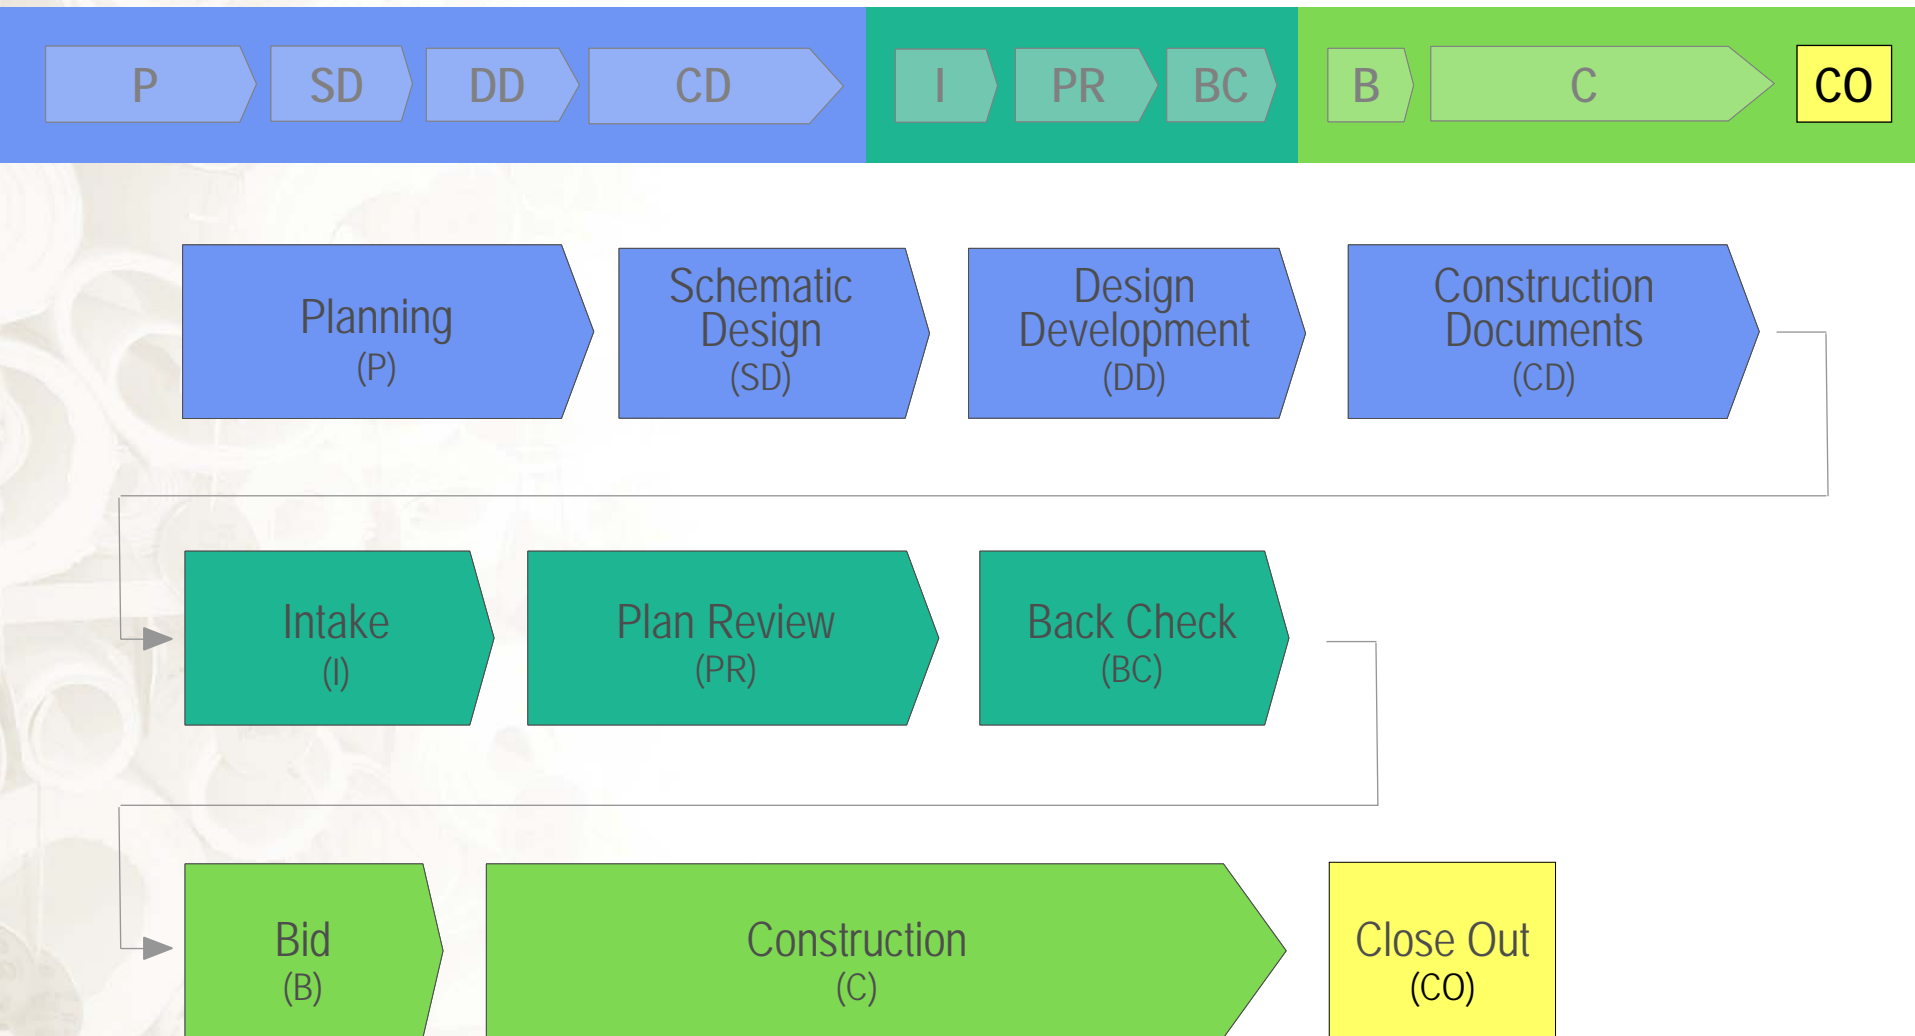 P SD DD CD I PR BC B C CO
Planning
(P)
Schematic
Design
(SD)
Design
Development
(DD)
Construction
Documents
(CD)
Intake
(I)
Plan Review
(PR)
Back Check
(BC)
Bid
(B)
Construction
(C)
Close Out
(CO)